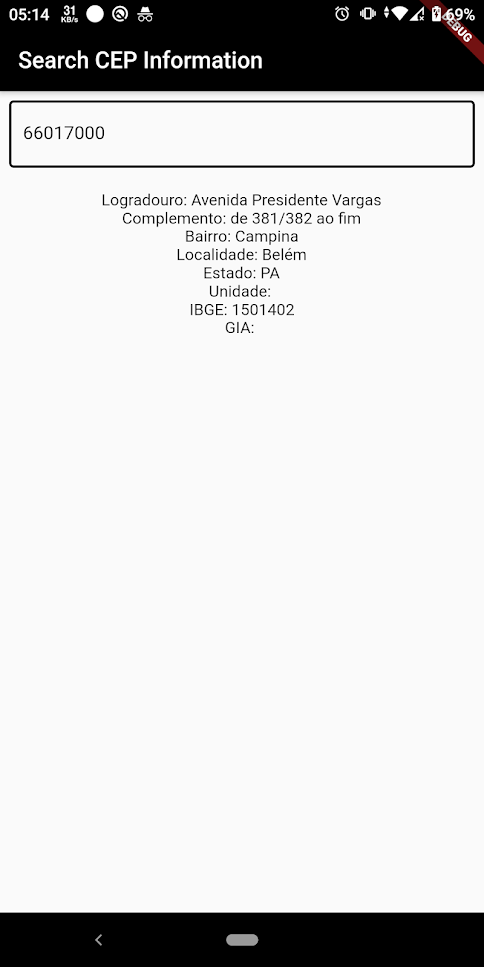 05:14
31
KB/s
69%
DEBUG
Search CEP Information
66017000
Logradouro: Avenida Presidente Vargas
Complemento: de 381/382 ao fim
Bairro: Campina
Localidade: Belém
Estado: PA
Unidade:
IBGE: 1501402
GIA: